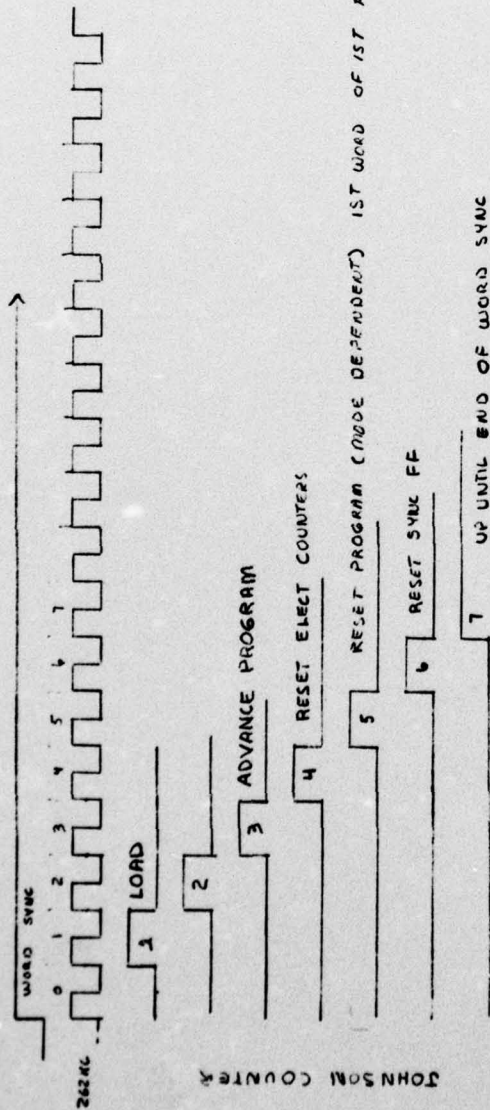 WORD SYNC
0 1 2 3 4 5 6 7
262KC
1 LOAD
2
3 ADVANCE PROGRAM
4 RESET ELECT COUNTERS
5 RESET PROGRAM (MODE DEPENDENT) 1ST WORD OF 1ST
6 RESET SYNC FF
7
UP UNTIL END OF WORD SYNC
JOHNSON COUNTER